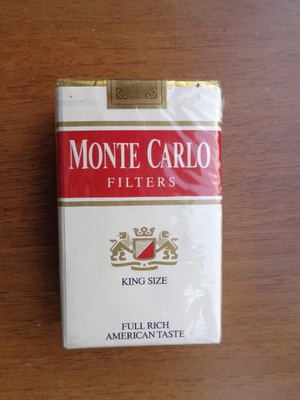 MONTE CARLO
FILTERS
KING SIZE
FULL RICH
AMERICAN TASTE